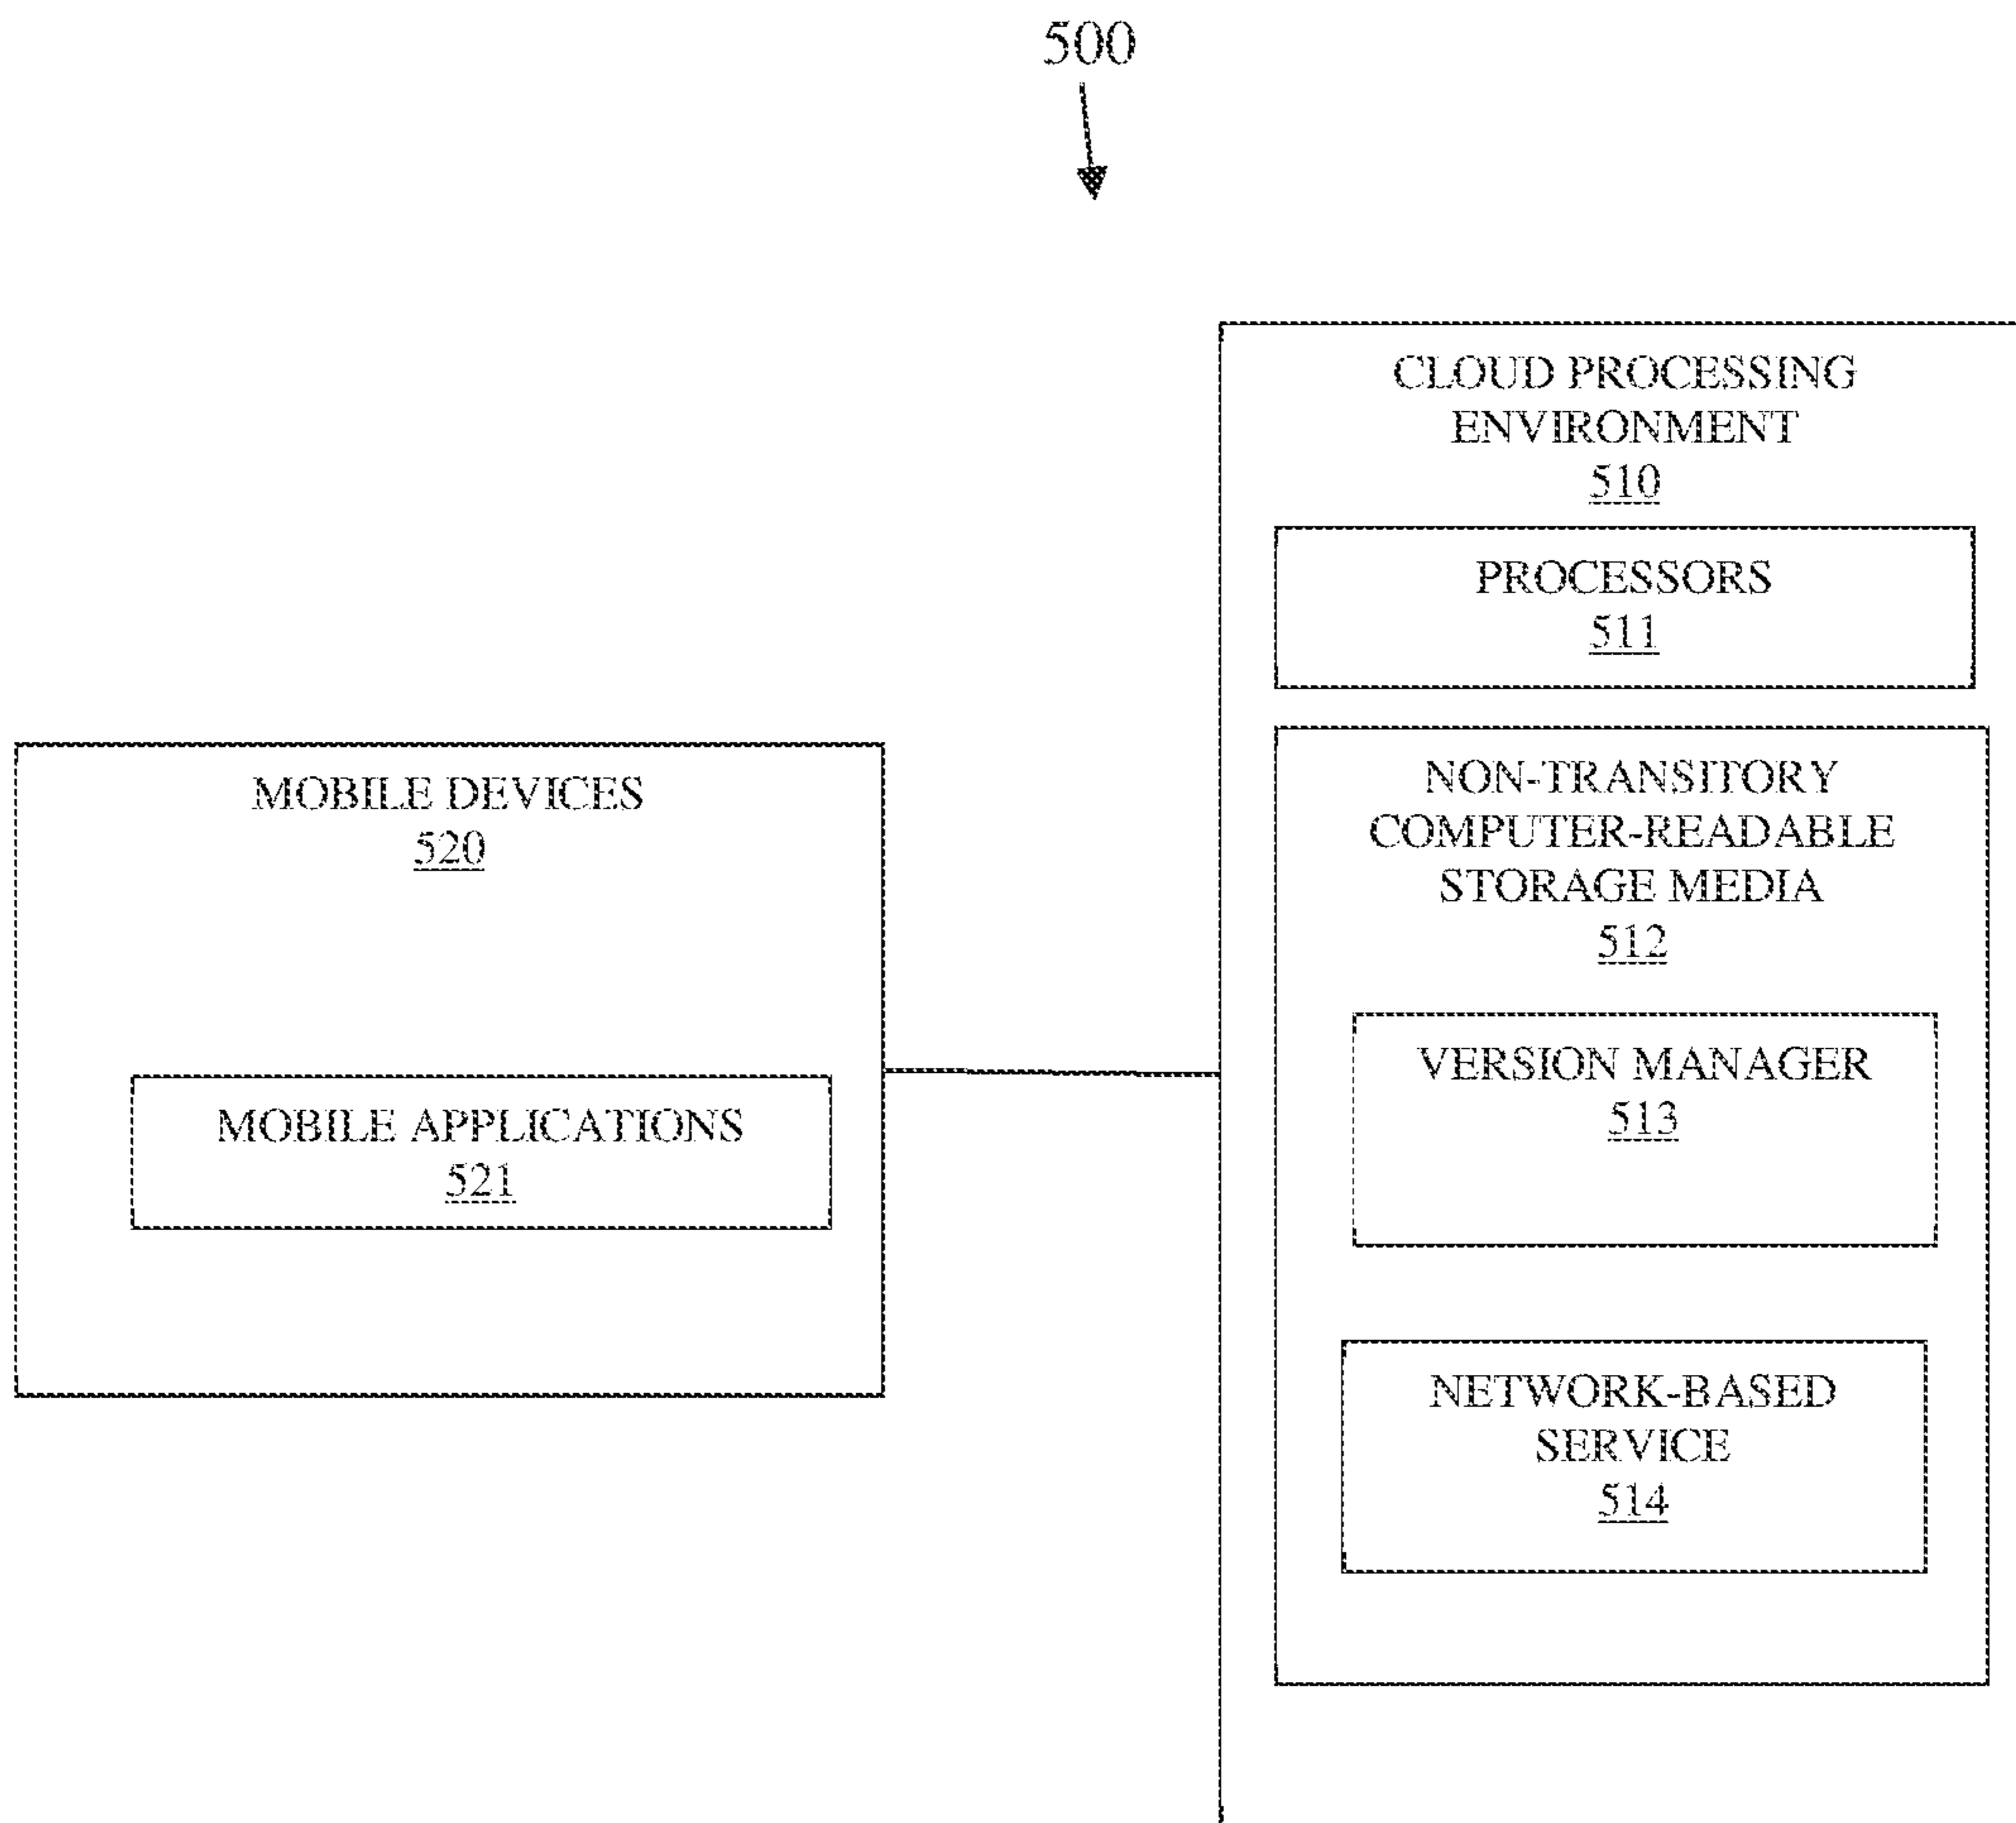 500
CLOUD PROCESSING
ENVIRONMENT
510
PROCESSORS
511
MOBILE DEVICES
520
MOBILE APPLICATIONS
521
NON-TRANSITORY
COMPUTER-READABLE
STORAGE MEDIA
512
VERSION MANAGER
513
NETWORK-BASED
SERVICE
514